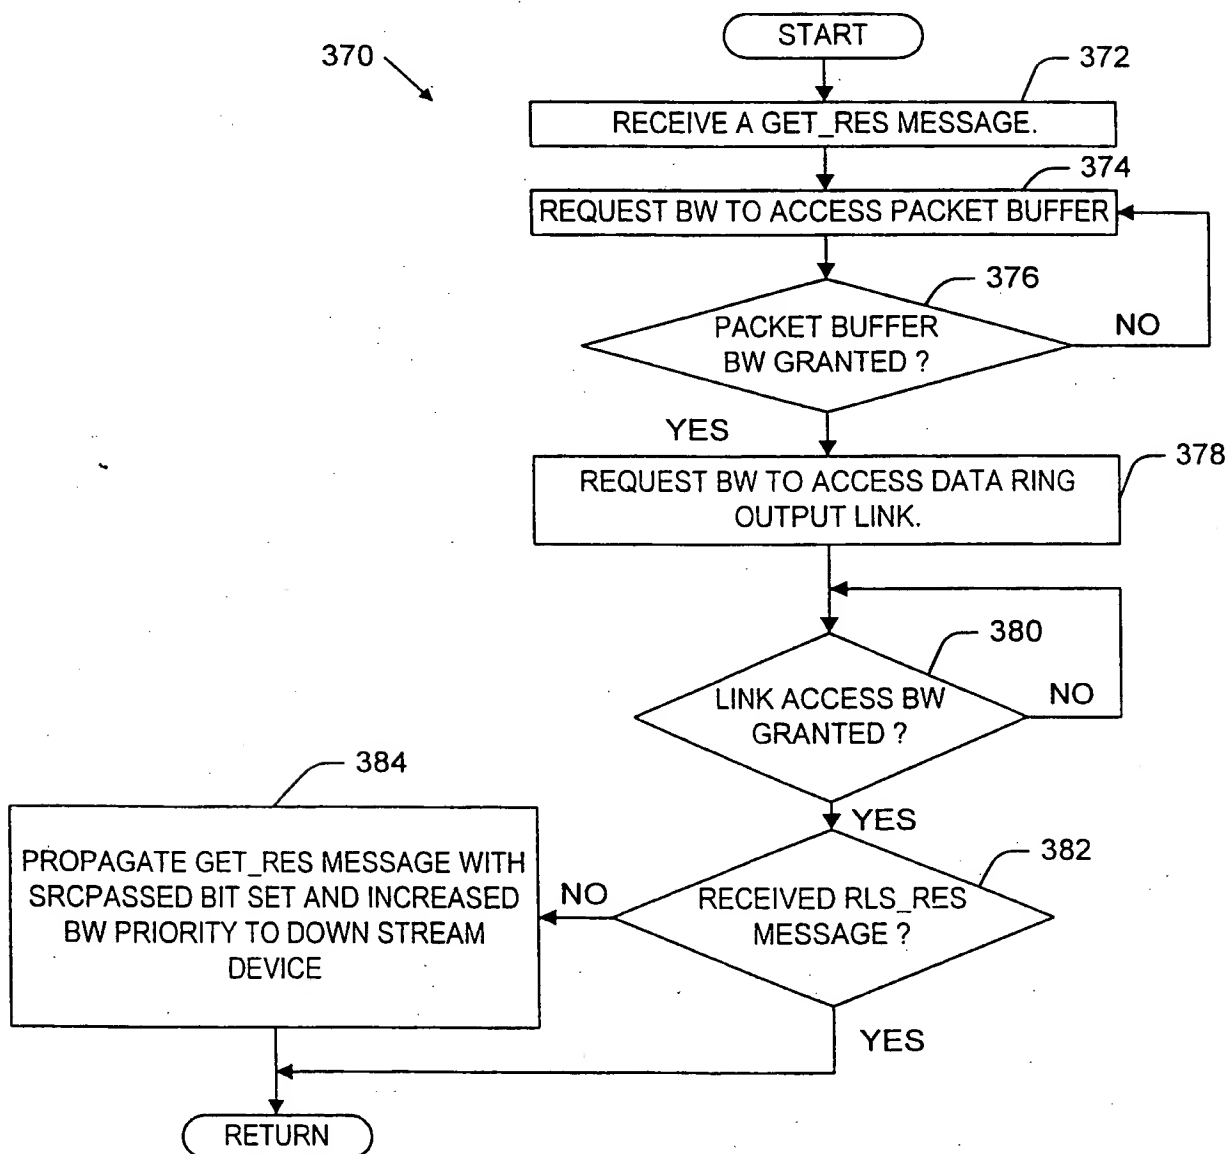 START
370
372
RECEIVE A GET_RES MESSAGE.
374
REQUEST BW TO ACCESS PACKET BUFFER
376
PACKET BUFFER
BW GRANTED ?
NO
YES
378
REQUEST BW TO ACCESS DATA RING
OUTPUT LINK.
380
LINK ACCESS BW
GRANTED ?
NO
YES
382
RECEIVED RLS_RES
MESSAGE ?
NO
384
PROPAGATE GET_RES MESSAGE WITH
SRCPASSED BIT SET AND INCREASED
BW PRIORITY TO DOWN STREAM
DEVICE
YES
RETURN